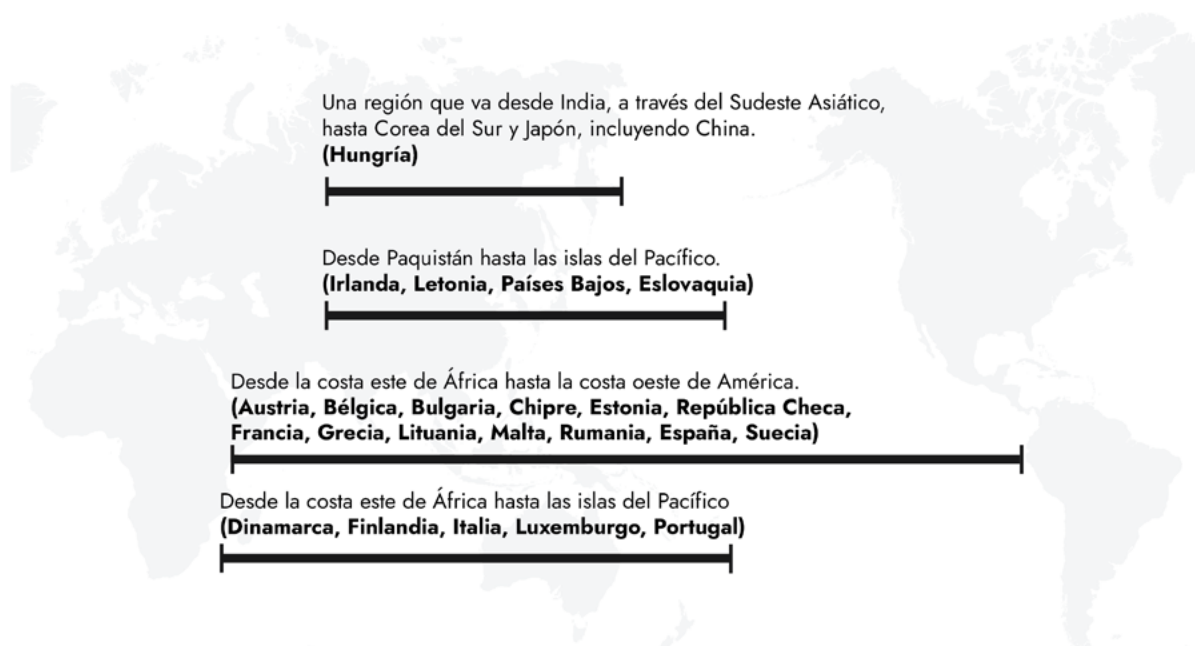 Una región que va desde India, a través del Sudeste Asiático,
hasta Corea del Sur y Japón, incluyendo China.
(Hungría)
Desde Paquistán hasta las islas del Pacífico.
(Irlanda, Letonia, Países Bajos, Eslovaquia)
Desde la costa este de África hasta la costa oeste de América.
(Austria, Bélgica, Bulgaria, Chipre, Estonia, República Checa,
Francia, Grecia, Lituania, Malta, Rumania, España, Suecia)
Desde la costa este de África hasta las islas del Pacífico
(Dinamarca, Finlandia, Italia, Luxemburgo, Portugal)